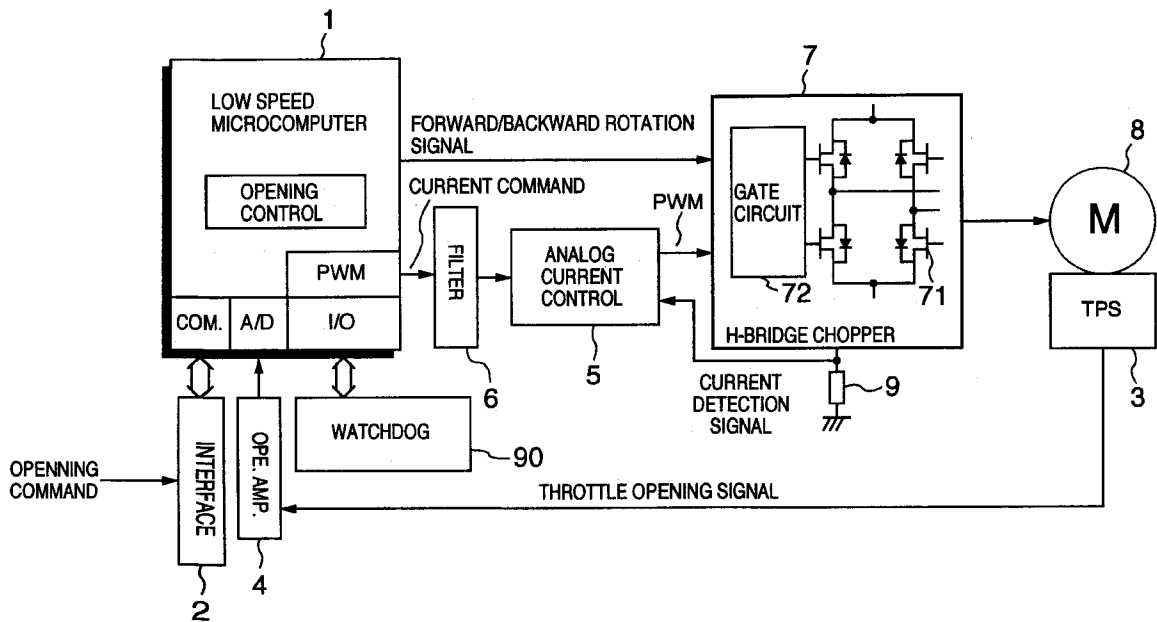 1
LOW SPEED
MICROCOMPUTER
OPENING
CONTROL
PWM
COM.
A/D
I/O
FORWARD/BACKWARD ROTATION
SIGNAL
CURRENT COMMAND
FILTER
6
ANALOG
CURRENT
CONTROL
5
PWM
7
GATE
CIRCUIT
72
71
H-BRIDGE CHOPPER
8
M
TPS
3
CURRENT
DETECTION
SIGNAL
9
WATCHDOG
90
OPENNING
COMMAND
INTERFACE
2
OPE. AMP.
4
THROTTLE OPENING SIGNAL